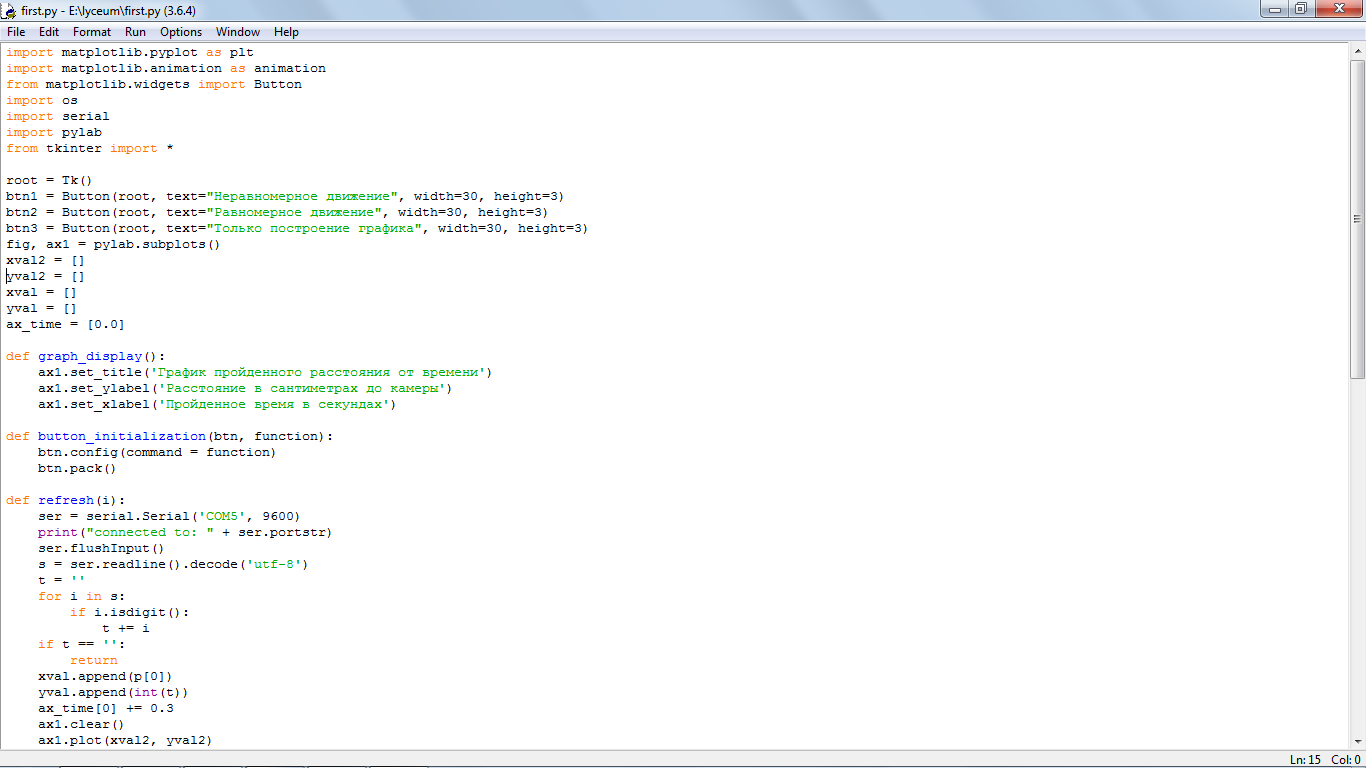 first.py - E:\lyceum\first.py (3.6.4)
File Edit Format Run Options Window Help
import matplotlib.pyplot as plt
import matplotlib.animation as animation
from matplotlib.widgets import Button
import os
import serial
import pylab
from tkinter import *

root = Tk()
btn1 = Button(root, text="Неравномерное движение", width=30, height=3)
btn2 = Button(root, text="Равномерное движение", width=30, height=3)
btn3 = Button(root, text="Только построение графика", width=30, height=3)
fig, ax1 = pylab.subplots()
xval2 = []
yval2 = []
xval = []
yval = []
ax_time = [0.0]

def graph_display():
    ax1.set_title('График пройденного расстояния от времени')
    ax1.set_ylabel('Расстояние в сантиметрах до камеры')
    ax1.set_xlabel('Пройденное время в секундах')

def button_initialization(btn, function):
    btn.config(command = function)
    btn.pack()

def refresh(i):
    ser = serial.Serial('COM5', 9600)
    print("connected to: " + ser.portstr)
    ser.flushInput()
    s = ser.readline().decode('utf-8')
    t = ''
    for i in s:
        if i.isdigit():
            t += i
    if t == '':
        return
    xval.append(p[0])
    yval.append(int(t))
    ax_time[0] += 0.3
    ax1.clear()
    ax1.plot(xval2, yval2)
Ln: 15 Col: 0